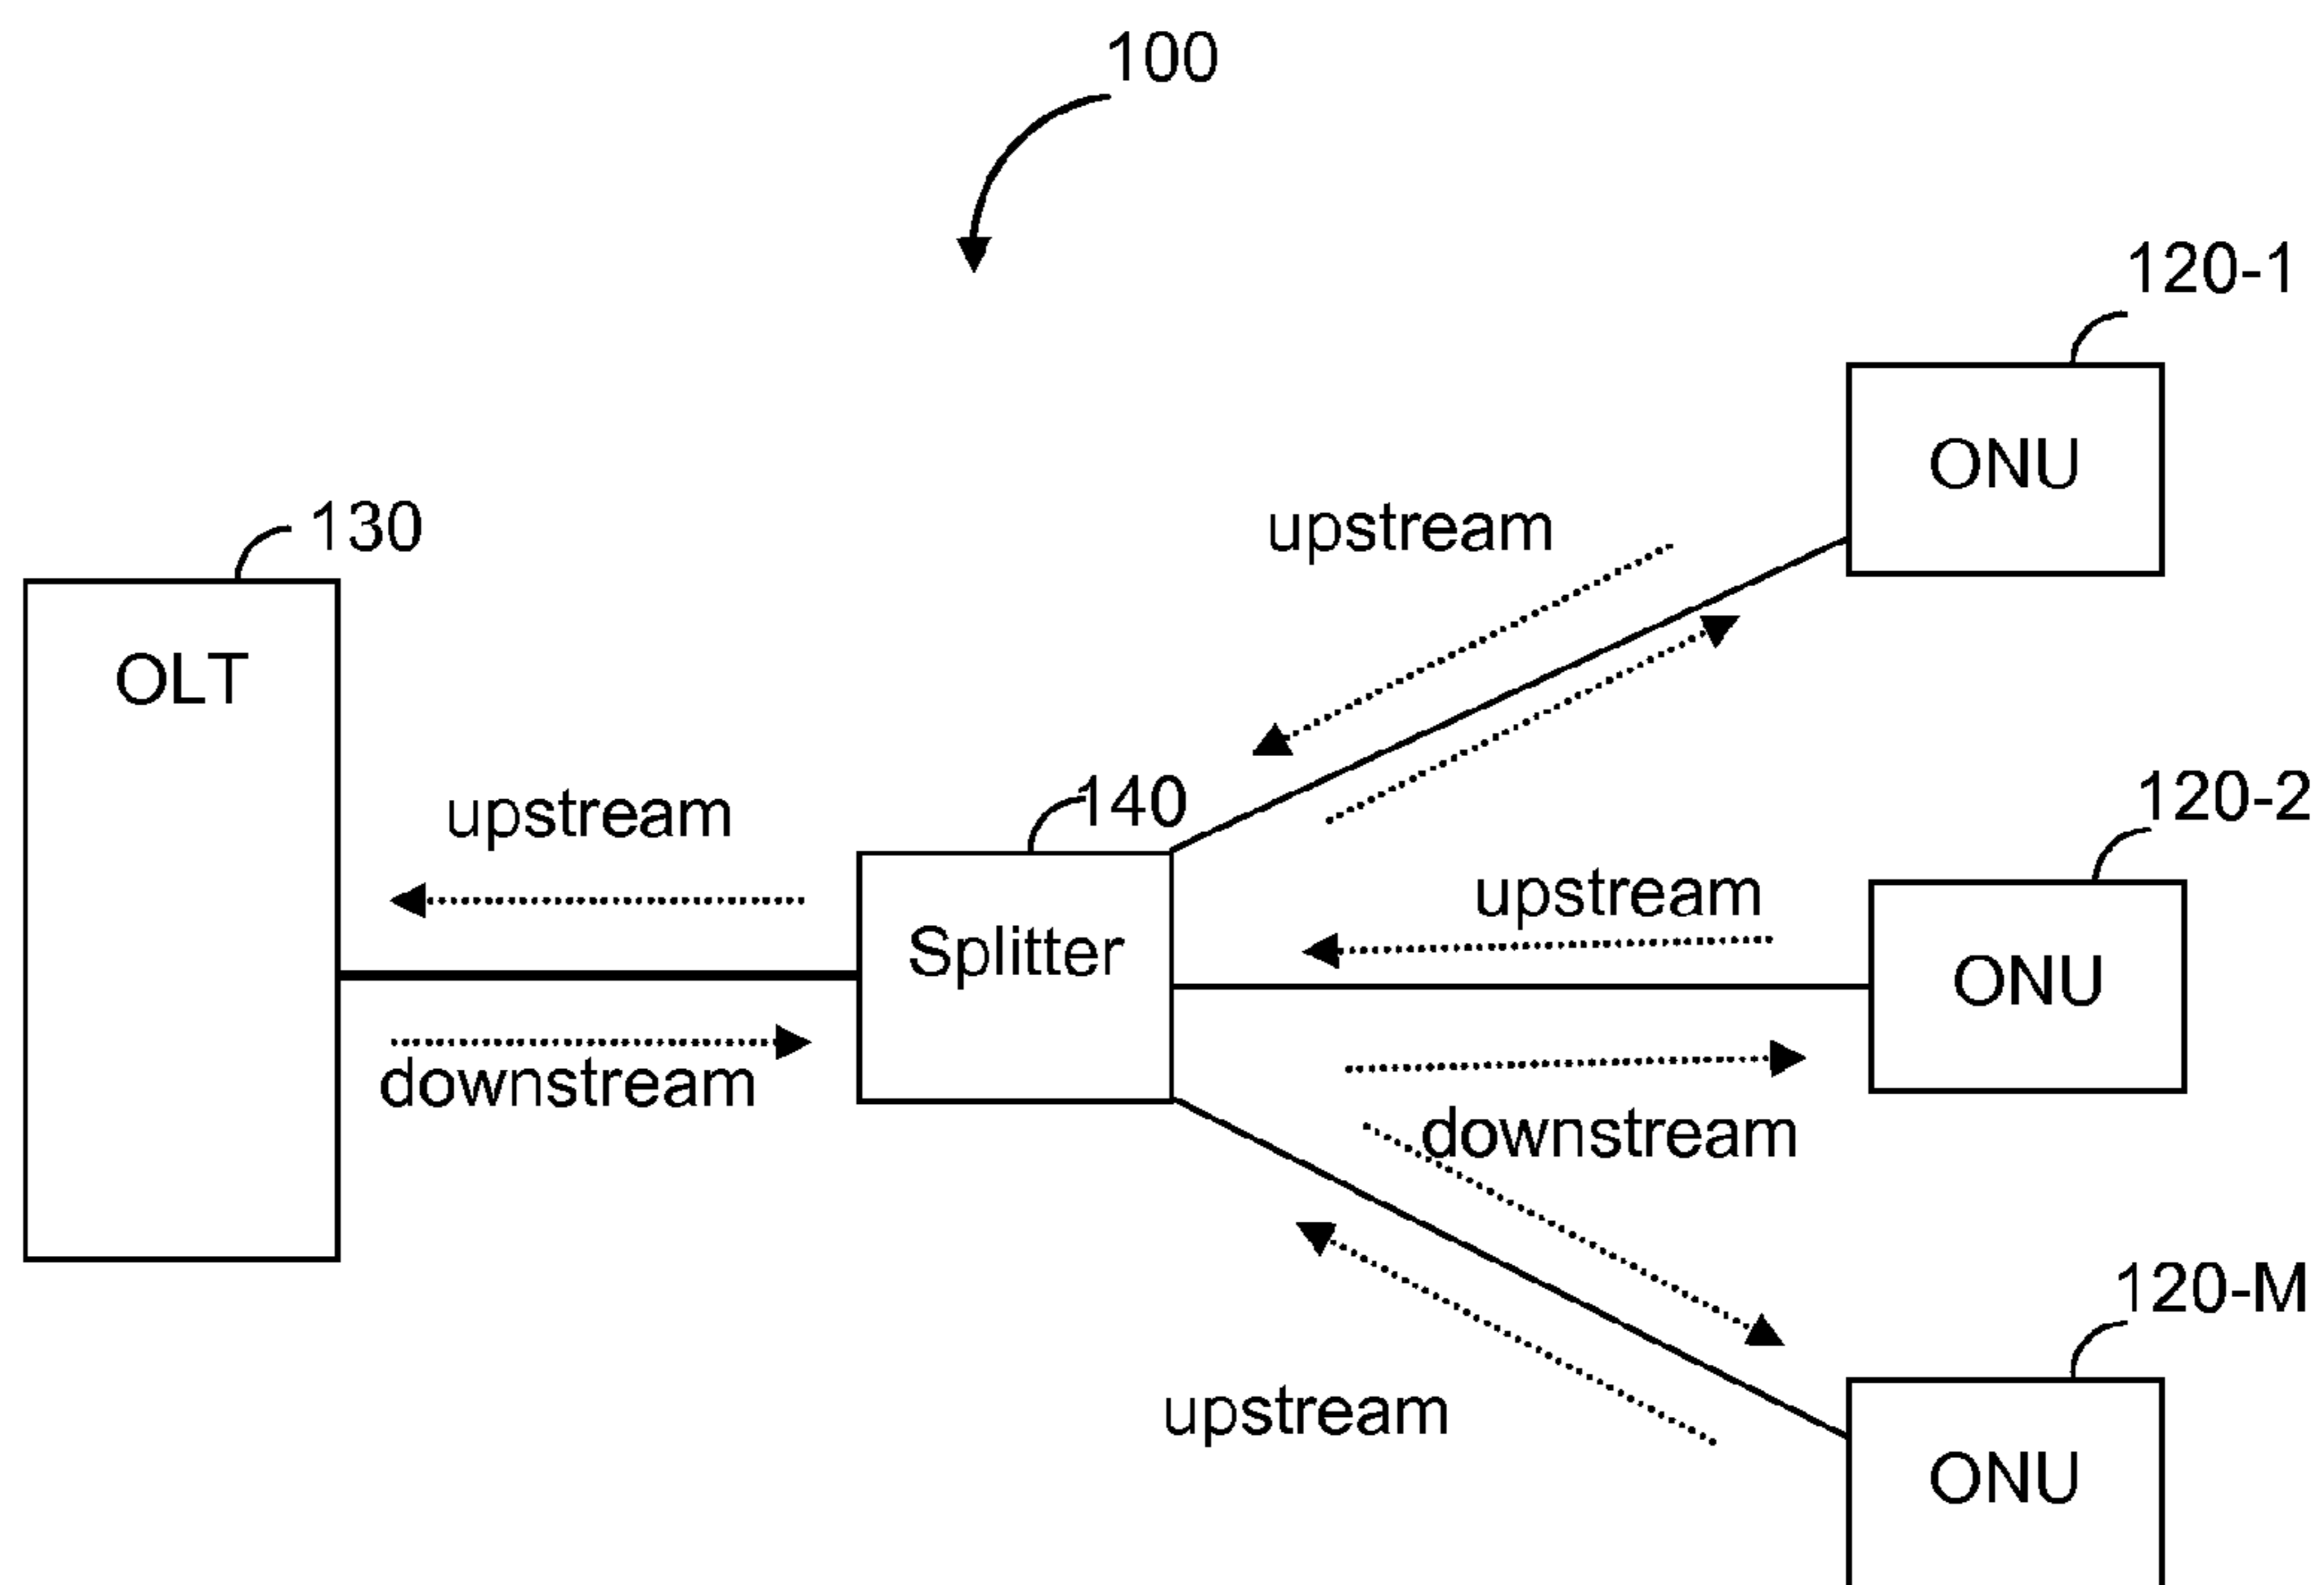 100
120-1
ONU
upstream
130
OLT
140
upstream
120-2
upstream
Splitter
ONU
downstream
downstream
120-M
upstream
ONU